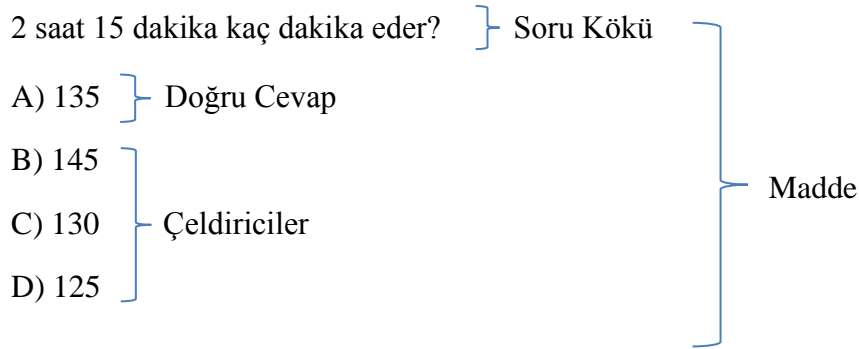 2 saat 15 dakika kaç dakika eder? Soru Kökü
A) 135 Doğru Cevap
B) 145
Madde
C) 130 Çeldiriciler
D) 125